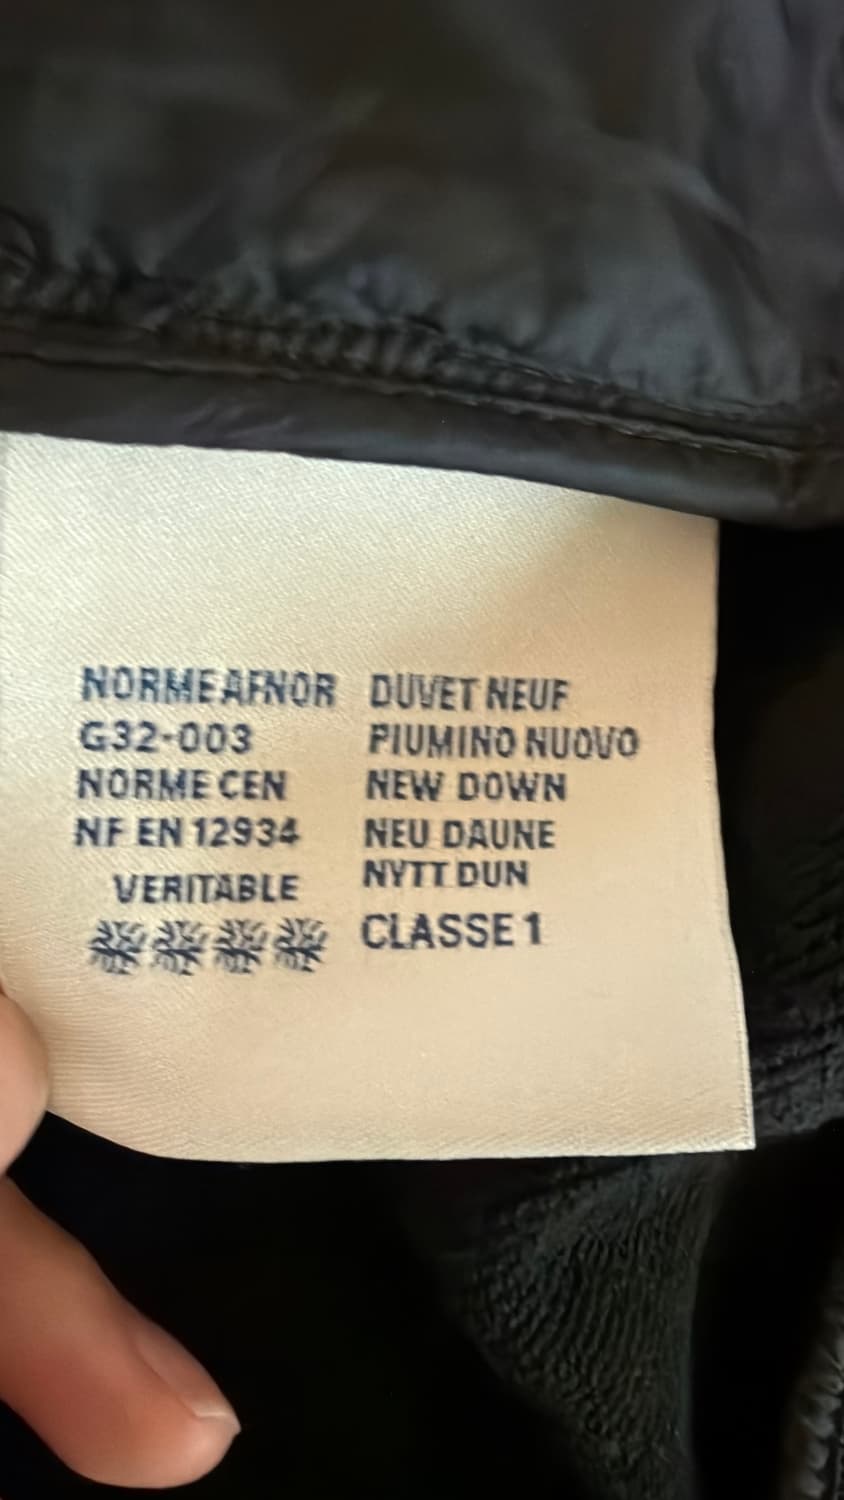 NORME AFNOR
G32-003
NORME CEN
NF EN 12934
VERITABLE
DUVET NEUF
PIUMINO NUOVO
NEW DOWN
NEU DAUNE
NYTT DUN
CLASSE 1